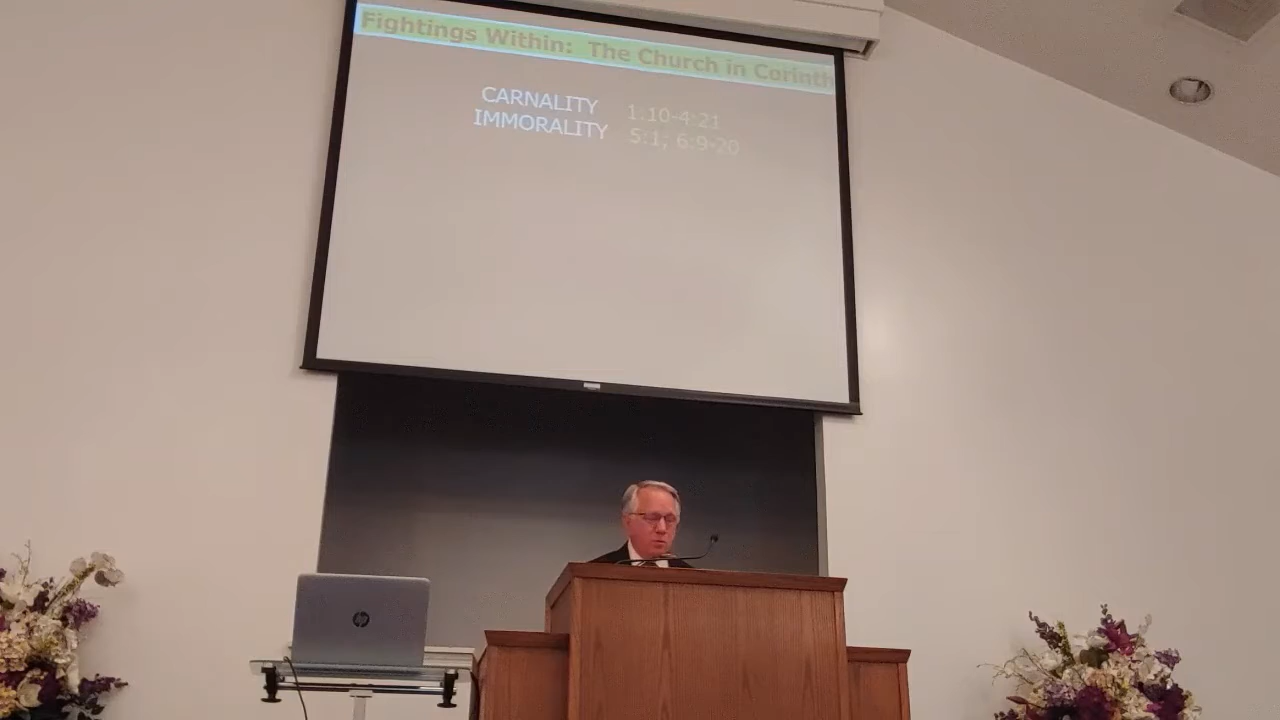 Fightings Within: The Church in Corinth
CARNALITY 1:10-4:21
IMMORALITY 5:1; 6:9-20
hp